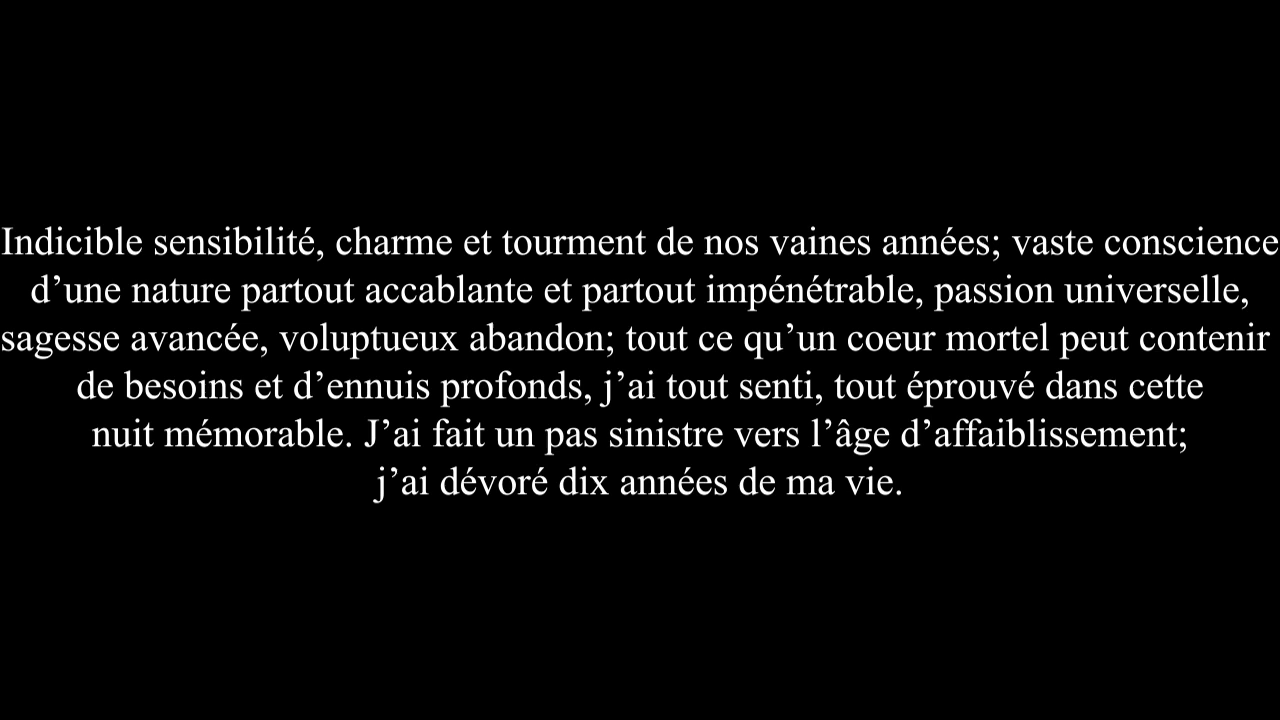 Indicible sensibilité, charme et tourment de nos vaines années; vaste conscience
d’une nature partout accablante et partout impénétrable, passion universelle,
sagesse avancée, voluptueux abandon; tout ce qu’un coeur mortel peut contenir
de besoins et d’ennuis profonds, j’ai tout senti, tout éprouvé dans cette
nuit mémorable. J’ai fait un pas sinistre vers l’âge d’affaiblissement;
j’ai dévoré dix années de ma vie.